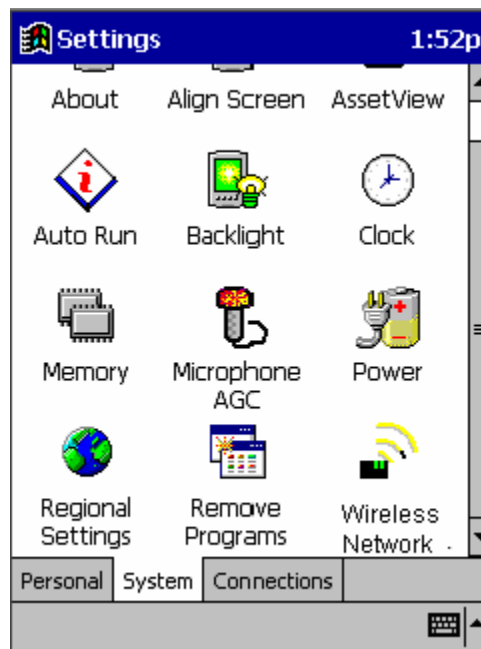 Settings 1:52p
About Align Screen AssetView
Auto Run Backlight Clock
Memory Microphone AGC Power
Regional Settings Remove Programs Wireless Network
Personal System Connections